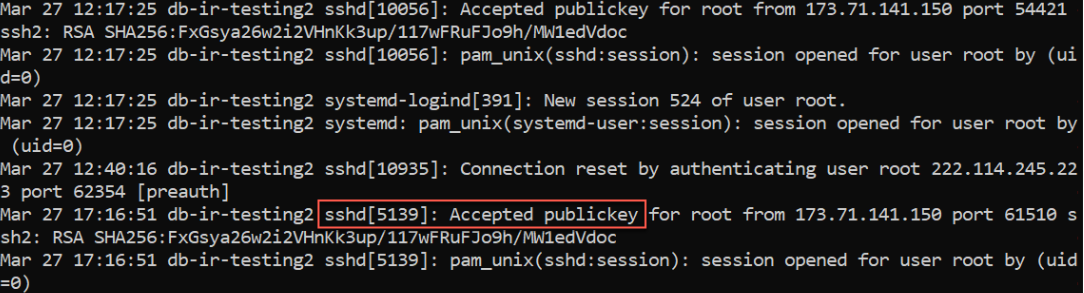 Mar 27 12:17:25 db-ir-testing2 sshd[10056]: Accepted publickey for root from 173.71.141.150 port 54421
ssh2: RSA SHA256:FxGsya26w2i2VHnKk3up/117wFRuFJo9h/MW1edVdoc
Mar 27 12:17:25 db-ir-testing2 sshd[10056]: pam_unix(sshd:session): session opened for user root by (ui
d=0)
Mar 27 12:17:25 db-ir-testing2 systemd-logind[391]: New session 524 of user root.
Mar 27 12:17:25 db-ir-testing2 systemd: pam_unix(systemd-user:session): session opened for user root by
(uid=0)
Mar 27 12:40:16 db-ir-testing2 sshd[10935]: Connection reset by authenticating user root 222.114.245.22
3 port 62354 [preauth]
Mar 27 17:16:51 db-ir-testing2 sshd[5139]: Accepted publickey for root from 173.71.141.150 port 61510 s
sh2: RSA SHA256:FxGsya26w2i2VHnKk3up/117wFRuFJo9h/MW1edVdoc
Mar 27 17:16:51 db-ir-testing2 sshd[5139]: pam_unix(sshd:session): session opened for user root by (uid
=0)